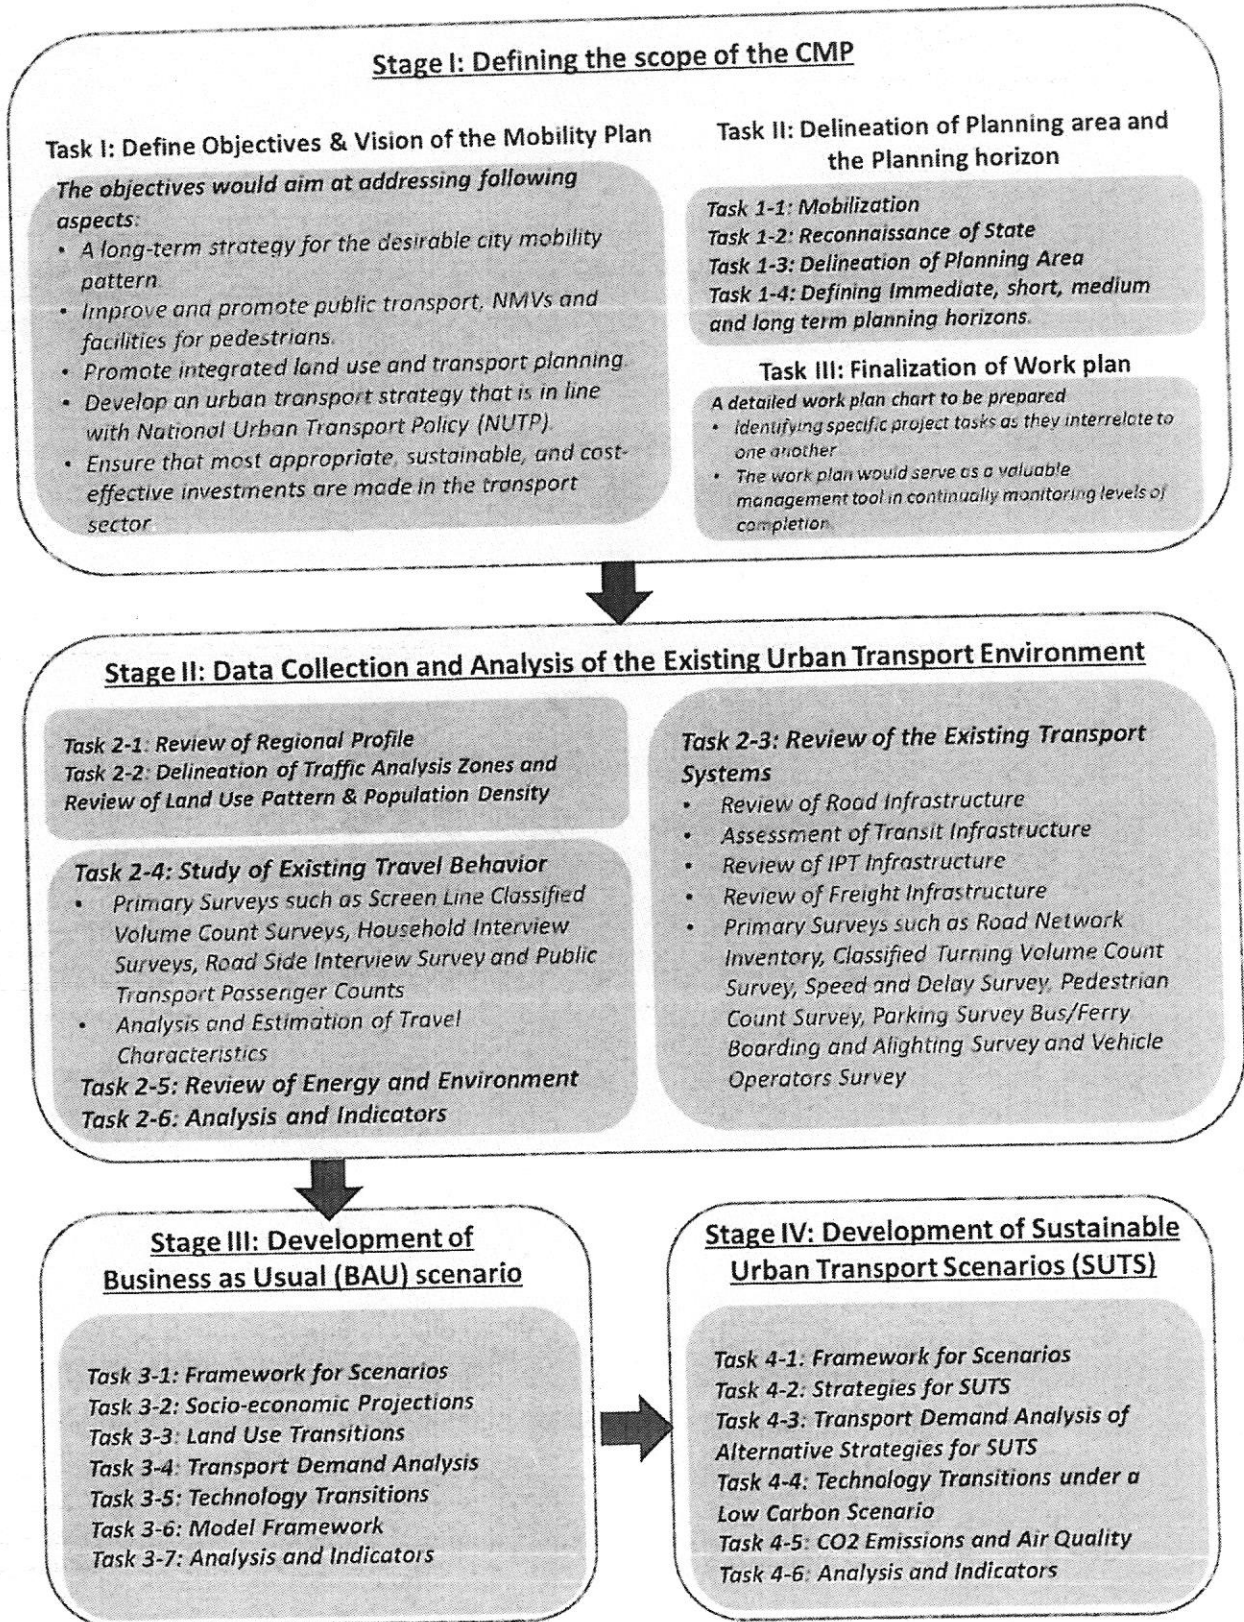 Stage I: Defining the scope of the CMP
Task I: Define Objectives & Vision of the Mobility Plan
The objectives would aim at addressing following
aspects:
• A long-term strategy for the desirable city mobility
pattern.
• Improve and promote public transport, NMVs and
facilities for pedestrians.
• Promote integrated land use and transport planning.
• Develop an urban transport strategy that is in line
with National Urban Transport Policy (NUTP).
• Ensure that most appropriate, sustainable, and cost-
effective investments are made in the transport
sector
Task II: Delineation of Planning area and
the Planning horizon
Task 1-1: Mobilization
Task 1-2: Reconnaissance of State
Task 1-3: Delineation of Planning Area
Task 1-4: Defining Immediate, short, medium
and long term planning horizons.
Task III: Finalization of Work plan
A detailed work plan chart to be prepared
• Identifying specific project tasks as they interrelate to
one another
• The work plan would serve as a valuable
management tool in continually monitoring levels of
completion.
Stage II: Data Collection and Analysis of the Existing Urban Transport Environment
Task 2-1: Review of Regional Profile
Task 2-2: Delineation of Traffic Analysis Zones and
Review of Land Use Pattern & Population Density
Task 2-4: Study of Existing Travel Behavior
• Primary Surveys such as Screen Line Classified
Volume Count Surveys, Household Interview
Surveys, Road Side Interview Survey and Public
Transport Passenger Counts
• Analysis and Estimation of Travel
Characteristics
Task 2-5: Review of Energy and Environment
Task 2-6: Analysis and Indicators
Task 2-3: Review of the Existing Transport
Systems
• Review of Road Infrastructure
• Assessment of Transit Infrastructure
• Review of IPT Infrastructure
• Review of Freight Infrastructure
• Primary Surveys such as Road Network
Inventory, Classified Turning Volume Count
Survey, Speed and Delay Survey, Pedestrian
Count Survey, Parking Survey Bus/Ferry
Boarding and Alighting Survey and Vehicle
Operators Survey
Stage III: Development of
Business as Usual (BAU) scenario
Task 3-1: Framework for Scenarios
Task 3-2: Socio-economic Projections
Task 3-3: Land Use Transitions
Task 3-4: Transport Demand Analysis
Task 3-5: Technology Transitions
Task 3-6: Model Framework
Task 3-7: Analysis and Indicators
Stage IV: Development of Sustainable
Urban Transport Scenarios (SUTS)
Task 4-1: Framework for Scenarios
Task 4-2: Strategies for SUTS
Task 4-3: Transport Demand Analysis of
Alternative Strategies for SUTS
Task 4-4: Technology Transitions under a
Low Carbon Scenario
Task 4-5: CO2 Emissions and Air Quality
Task 4-6: Analysis and Indicators